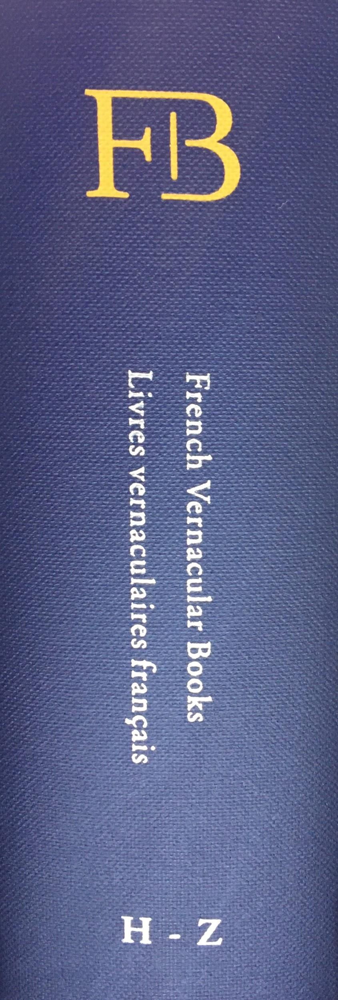 FB
French Vernacular Books
Livres vernaculaires français
H - Z